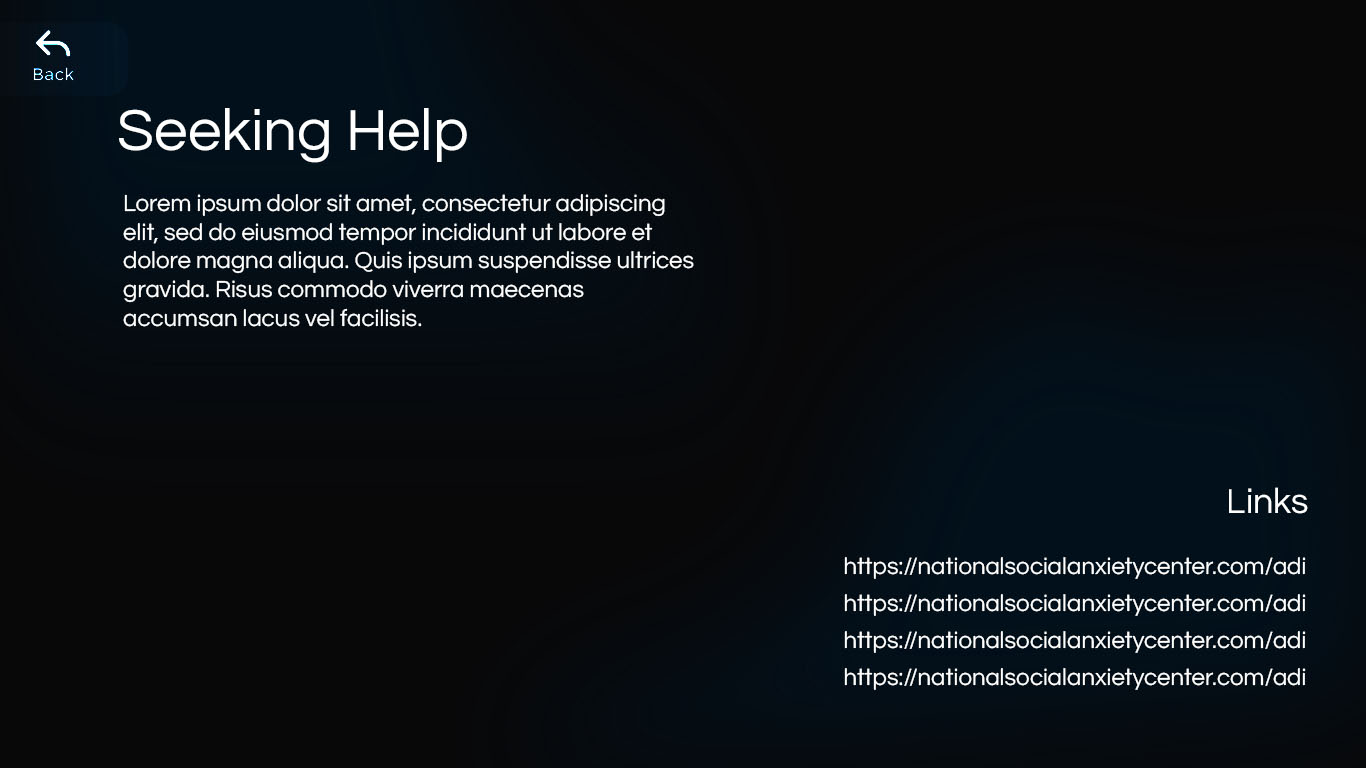 Back
Seeking Help
Lorem ipsum dolor sit amet, consectetur adipiscing
elit, sed do eiusmod tempor incididunt ut labore et
dolore magna aliqua. Quis ipsum suspendisse ultrices
gravida. Risus commodo viverra maecenas
accumsan lacus vel facilisis.
Links
https://nationalsocialanxietycenter.com/adi
https://nationalsocialanxietycenter.com/adi
https://nationalsocialanxietycenter.com/adi
https://nationalsocialanxietycenter.com/adi